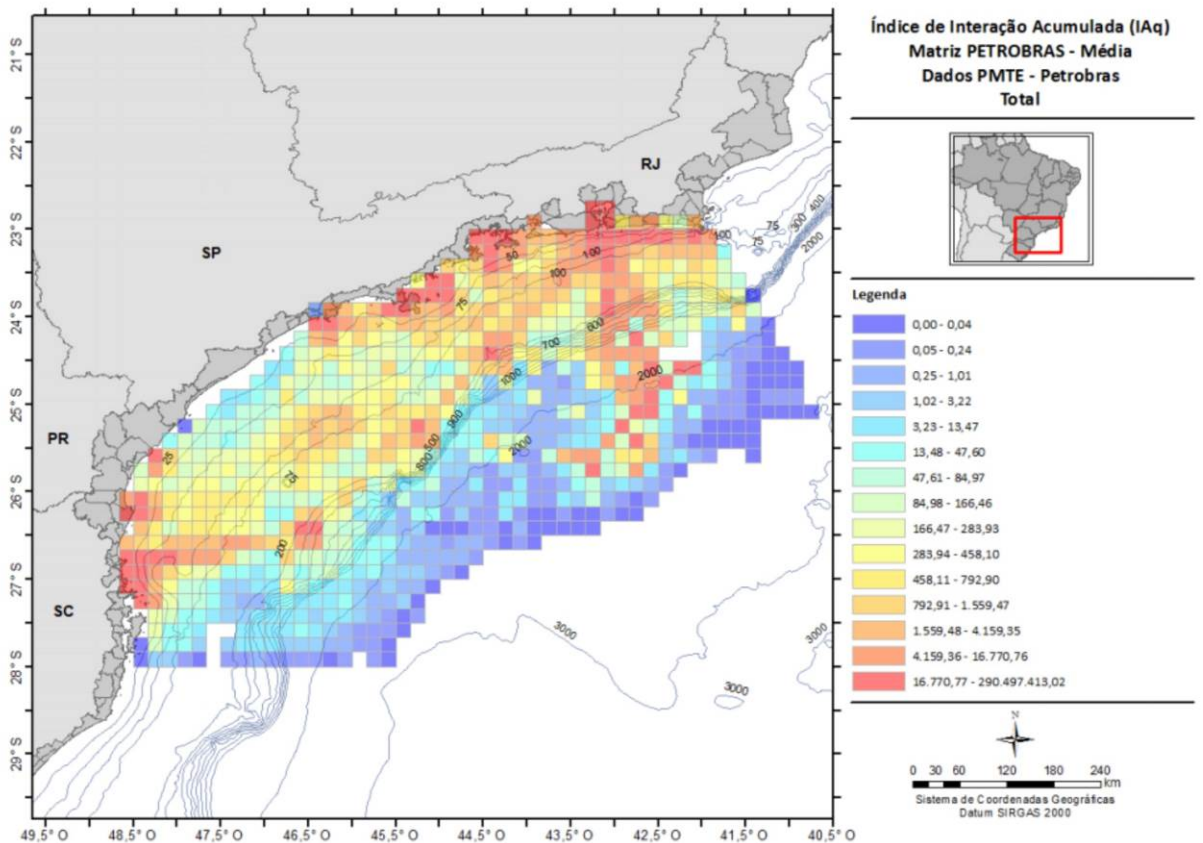 Índice de Interação Acumulada (IAq)
Matriz PETROBRAS - Média
Dados PMTE - Petrobras
Total
21° S
22° S
23° S
24° S
25° S
26° S
27° S
28° S
29° S
RJ
SP
PR
SC
400
300
75
2000
100
75
50
100
100
75
800
700
2000
1000
900
500
800
2000
25
75
200
3000
3000
3000
Legenda
0,00 - 0,04
0,05 - 0,24
0,25 - 1,01
1,02 - 3,22
3,23 - 13,47
13,48 - 47,60
47,61 - 84,97
84,98 - 166,46
166,47 - 283,93
283,94 - 458,10
458,11 - 792,90
792,91 - 1.559,47
1.559,48 - 4.159,35
4.159,36 - 16.770,76
16.770,77 - 290.497.413,02
N
0 30 60 120 180 240
km
Sistema de Coordenadas Geográficas
Datum SIRGAS 2000
49,5° O 48,5° O 47,5° O 46,5° O 45,5° O 44,5° O 43,5° O 42,5° O 41,5° O 40,5° O